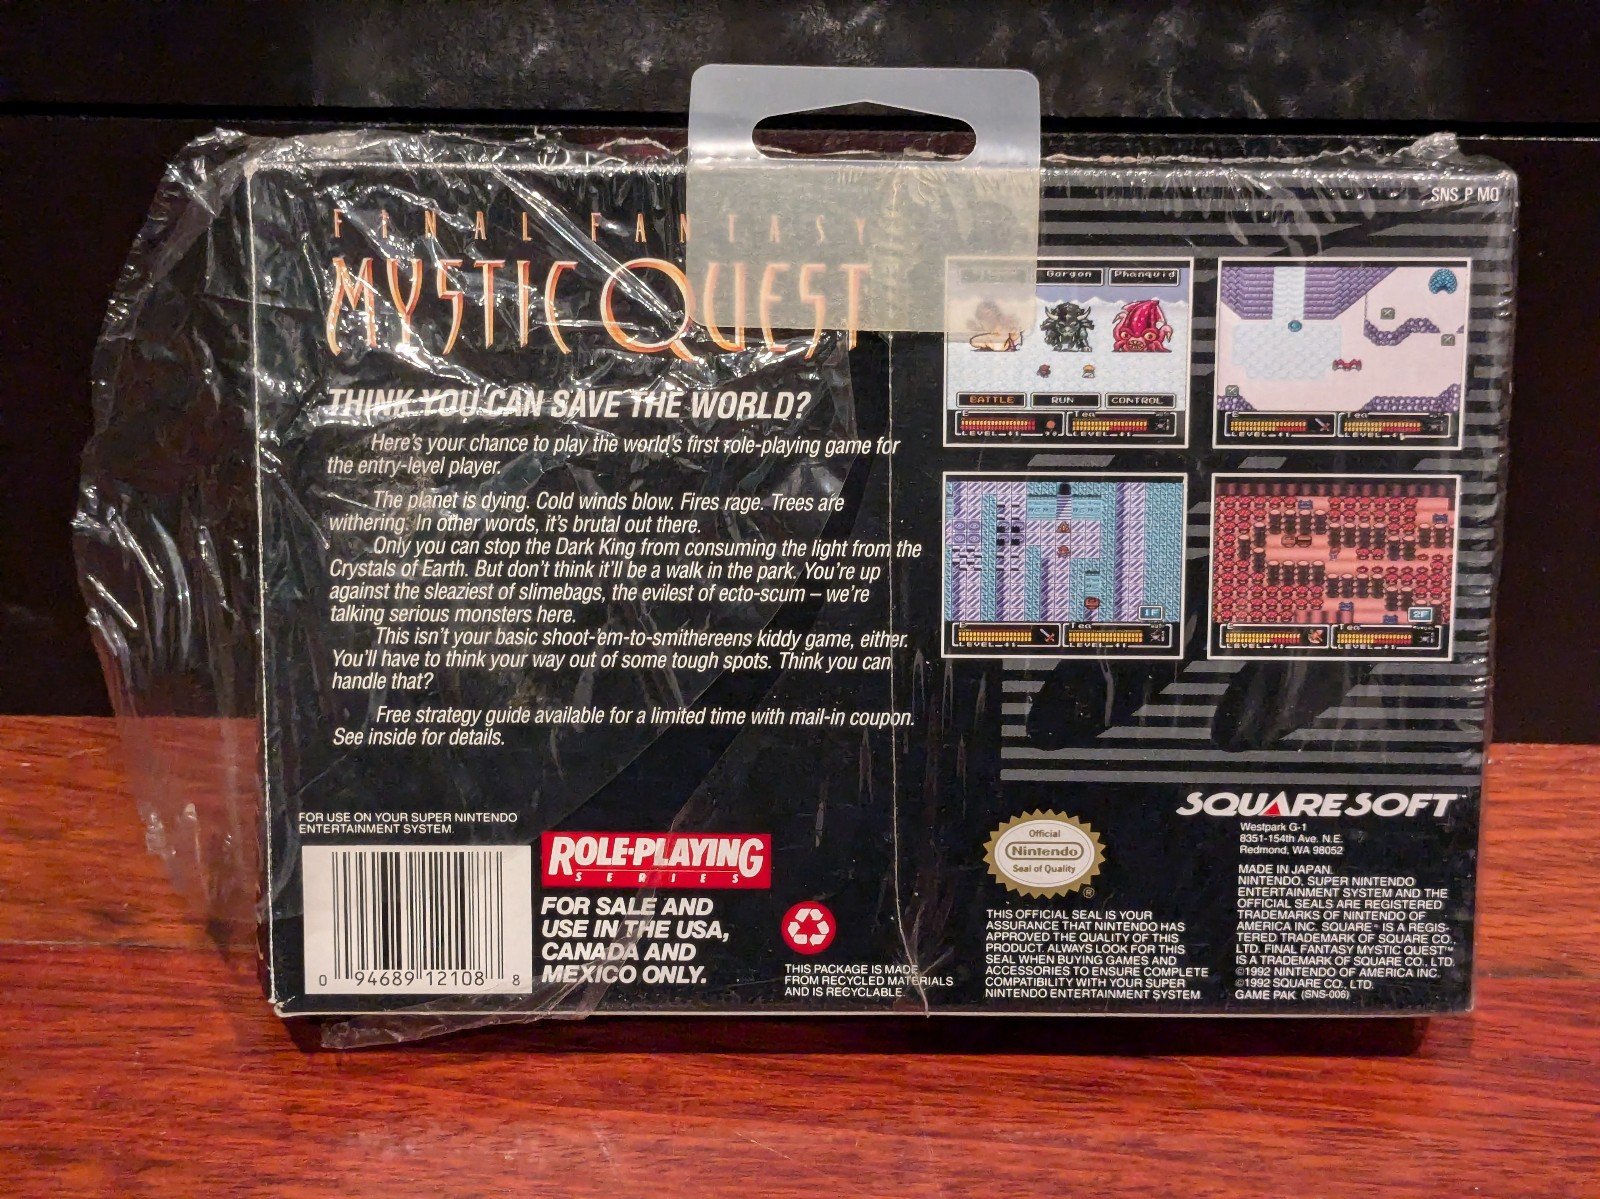 SNS P MQ
FINAL FANTASY
MYSTIC QUEST
THINK YOU CAN SAVE THE WORLD?
Here's your chance to play the world's first role-playing game for
the entry-level player.
The planet is dying. Cold winds blow. Fires rage. Trees are
withering. In other words, it's brutal out there.
Only you can stop the Dark King from consuming the light from the
Crystals of Earth. But don't think it'll be a walk in the park. You're up
against the sleaziest of slimebags, the evilest of ecto-scum – we're
talking serious monsters here.
This isn't your basic shoot-'em-to-smithereens kiddy game, either.
You'll have to think your way out of some tough spots. Think you can
handle that?
Free strategy guide available for a limited time with mail-in coupon.
See inside for details.
Gorgon Phanquid
BATTLE RUN CONTROL
1F
2F
FOR USE ON YOUR SUPER NINTENDO
ENTERTAINMENT SYSTEM.
0 94689 12108 8
ROLE-PLAYING
SERIES
FOR SALE AND
USE IN THE USA,
CANADA AND
MEXICO ONLY.
THIS PACKAGE IS MADE
FROM RECYCLED MATERIALS
AND IS RECYCLABLE.
Official
Nintendo
Seal of Quality
®
THIS OFFICIAL SEAL IS YOUR
ASSURANCE THAT NINTENDO HAS
APPROVED THE QUALITY OF THIS
PRODUCT. ALWAYS LOOK FOR THIS
SEAL WHEN BUYING GAMES AND
ACCESSORIES TO ENSURE COMPLETE
COMPATIBILITY WITH YOUR SUPER
NINTENDO ENTERTAINMENT SYSTEM.
SQUARESOFT™
Westpark G-1
8351-154th Ave. N.E.
Redmond, WA 98052
MADE IN JAPAN.
NINTENDO, SUPER NINTENDO
ENTERTAINMENT SYSTEM AND THE
OFFICIAL SEALS ARE REGISTERED
TRADEMARKS OF NINTENDO OF
AMERICA INC. SQUARE® IS A REGIS-
TERED TRADEMARK OF SQUARE CO.,
LTD. FINAL FANTASY MYSTIC QUEST™
IS A TRADEMARK OF SQUARE CO., LTD.
©1992 NINTENDO OF AMERICA INC.
©1992 SQUARE CO., LTD.
GAME PAK (SNS-006)